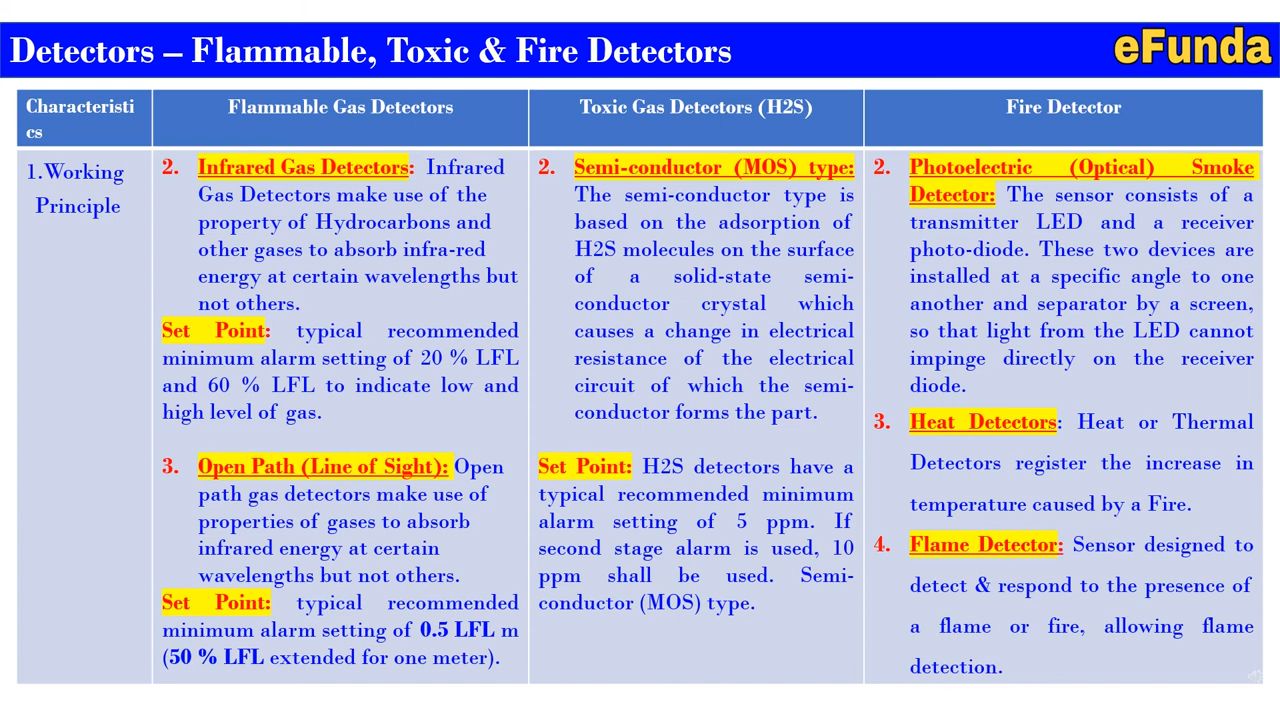 Detectors – Flammable, Toxic & Fire Detectors
eFunda
Characteristi
cs
Flammable Gas Detectors
Toxic Gas Detectors (H2S)
Fire Detector
1.Working
Principle
2. Infrared Gas Detectors: Infrared
Gas Detectors make use of the
property of Hydrocarbons and
other gases to absorb infra-red
energy at certain wavelengths but
not others.
Set Point: typical recommended
minimum alarm setting of 20 % LFL
and 60 % LFL to indicate low and
high level of gas.
3. Open Path (Line of Sight): Open
path gas detectors make use of
properties of gases to absorb
infrared energy at certain
wavelengths but not others.
Set Point: typical recommended
minimum alarm setting of 0.5 LFL m
(50 % LFL extended for one meter).
2. Semi-conductor (MOS) type:
The semi-conductor type is
based on the adsorption of
H2S molecules on the surface
of a solid-state semi-
conductor crystal which
causes a change in electrical
resistance of the electrical
circuit of which the semi-
conductor forms the part.
Set Point: H2S detectors have a
typical recommended minimum
alarm setting of 5 ppm. If
second stage alarm is used, 10
ppm shall be used. Semi-
conductor (MOS) type.
2. Photoelectric (Optical) Smoke
Detector: The sensor consists of a
transmitter LED and a receiver
photo-diode. These two devices are
installed at a specific angle to one
another and separator by a screen,
so that light from the LED cannot
impinge directly on the receiver
diode.
3. Heat Detectors: Heat or Thermal
Detectors register the increase in
temperature caused by a Fire.
4. Flame Detector: Sensor designed to
detect & respond to the presence of
a flame or fire, allowing flame
detection.